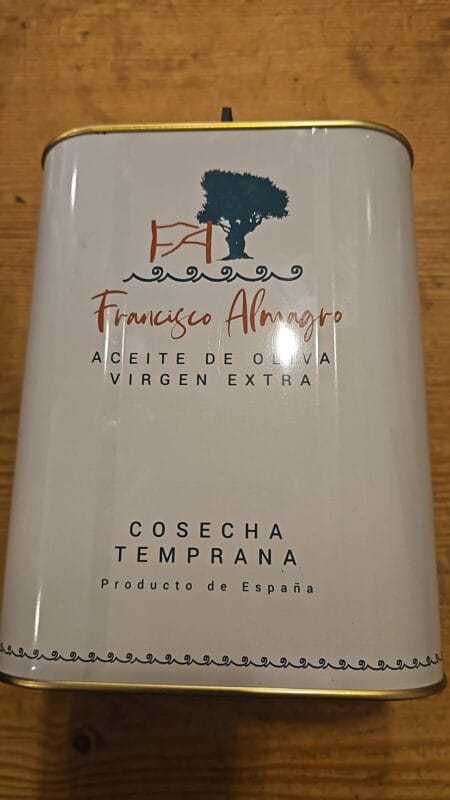 FA
Francisco Almagro
ACEITE DE OLIVA
VIRGEN EXTRA
COSECHA
TEMPRANA
Producto de España